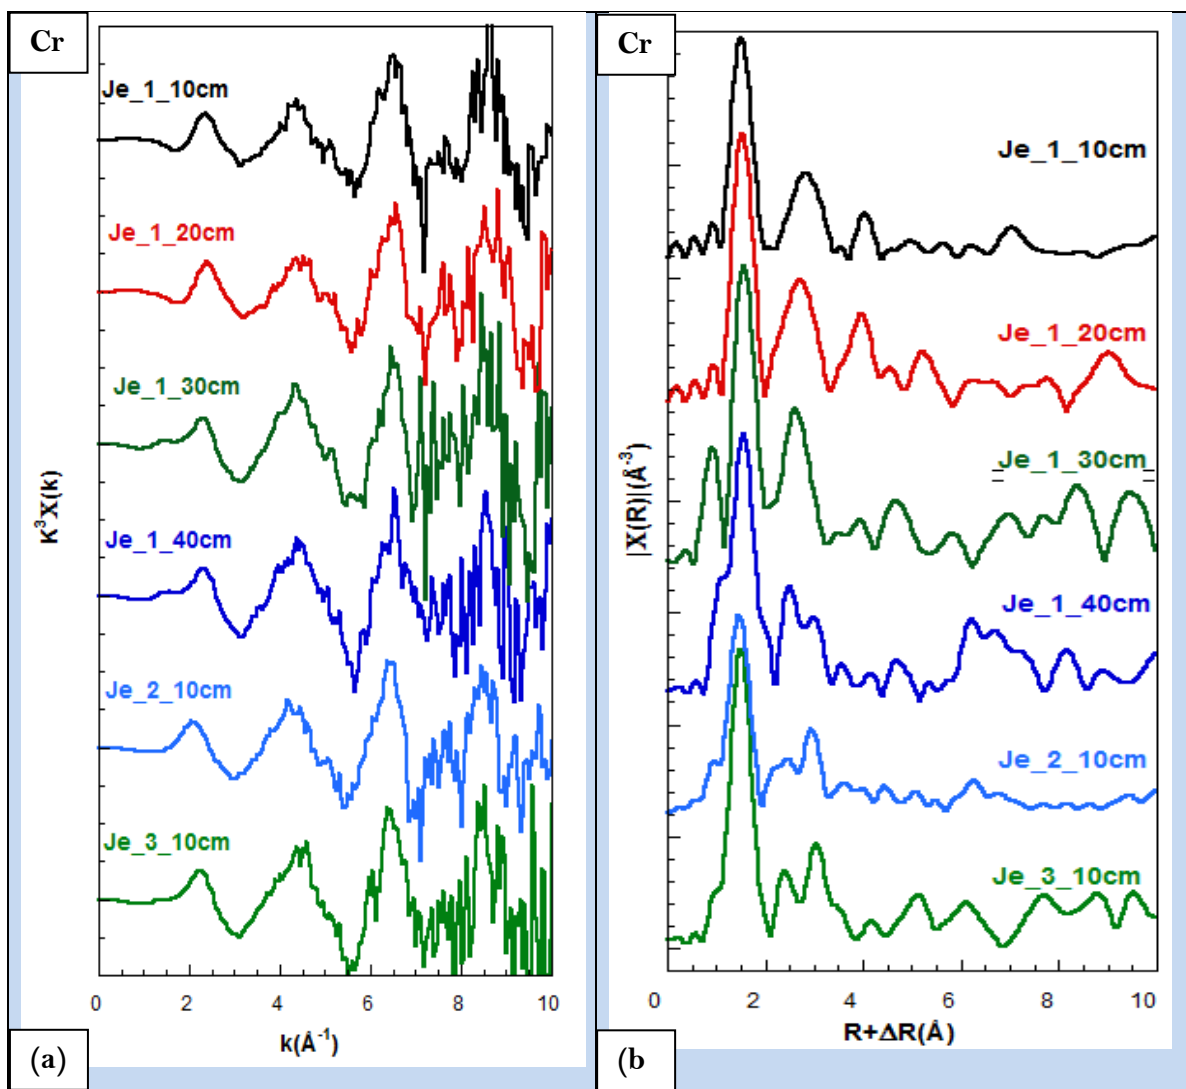 Cr
Je_1_10cm
Je_1_20cm
Je_1_30cm
Je_1_40cm
Je_2_10cm
Je_3_10cm
K³X(k)
0 2 4 6 8 10
k(Å⁻¹)
(a)
Cr
Je_1_10cm
Je_1_20cm
Je_1_30cm
Je_1_40cm
Je_2_10cm
Je_3_10cm
|X(R)|(Å⁻³)
0 2 4 6 8 10
R+ΔR(Å)
(b